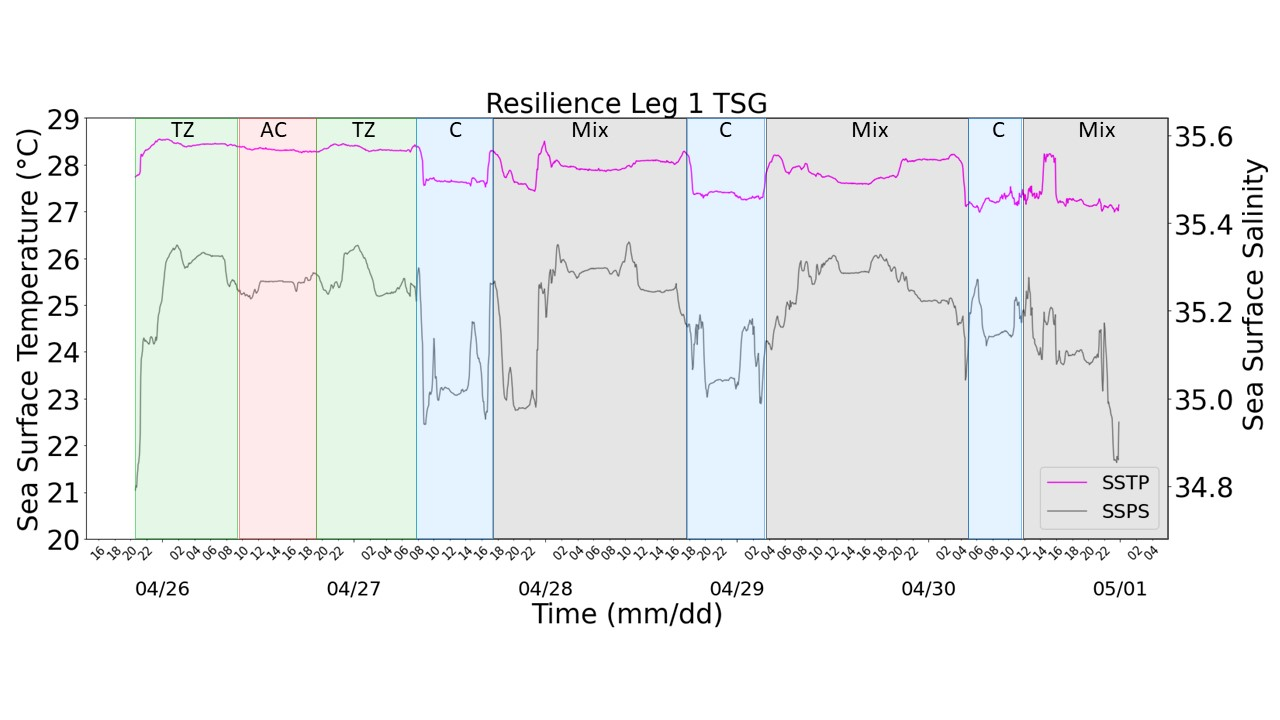 Resilience Leg 1 TSG
TZ AC TZ C Mix C Mix C Mix
Sea Surface Temperature (°C)
29
28
27
26
25
24
23
22
21
20
35.6
35.4
35.2
35.0
34.8
Sea Surface Salinity
SSTP
SSPS
16 18 20 22 02 04 06 08 10 12 14 16 18 20 22 02 04 06 08 10 12 14 16 18 20 22 02 04 06 08 10 12 14 16 18 20 22 02 04 06 08 10 12 14 16 18 20 22 02 04 06 08 10 12 14 16 18 20 22 02 04
04/26 04/27 04/28 04/29 04/30 05/01
Time (mm/dd)